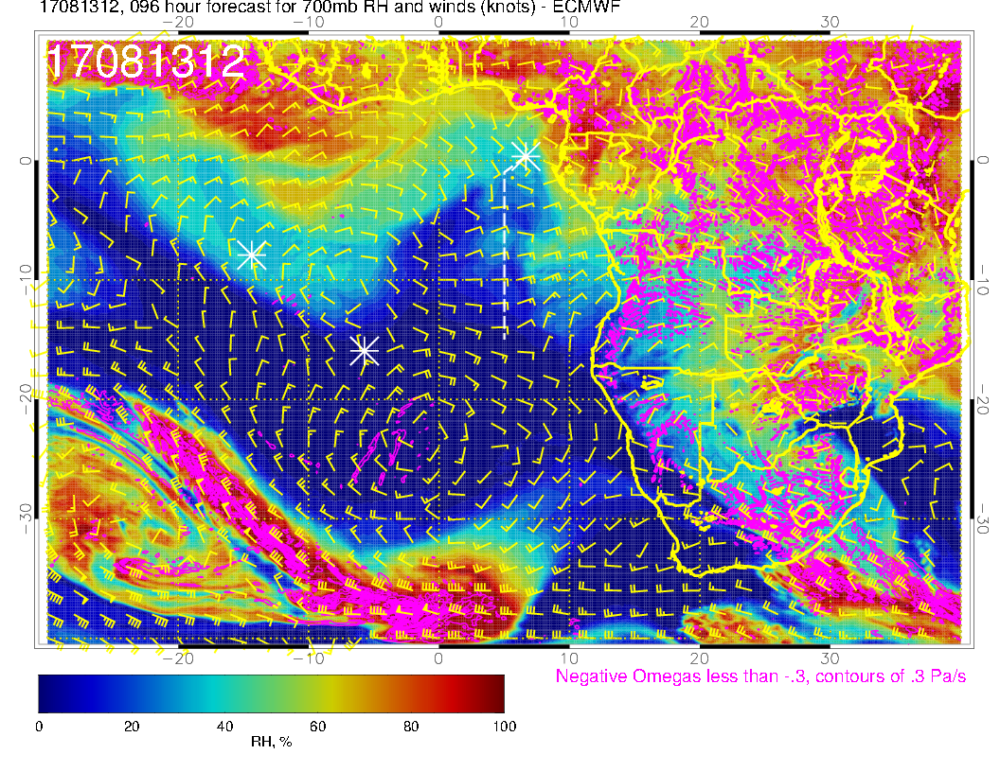 17081312, 096 hour forecast for 700mb RH and winds (knots) - ECMWF
-20 -10 0 10 20 30
17081312
0 0
-10 -10
-20 -20
-30 -30
-20 -10 0 10 20 30
Negative Omegas less than -.3, contours of .3 Pa/s
0 20 40 60 80 100
RH, %